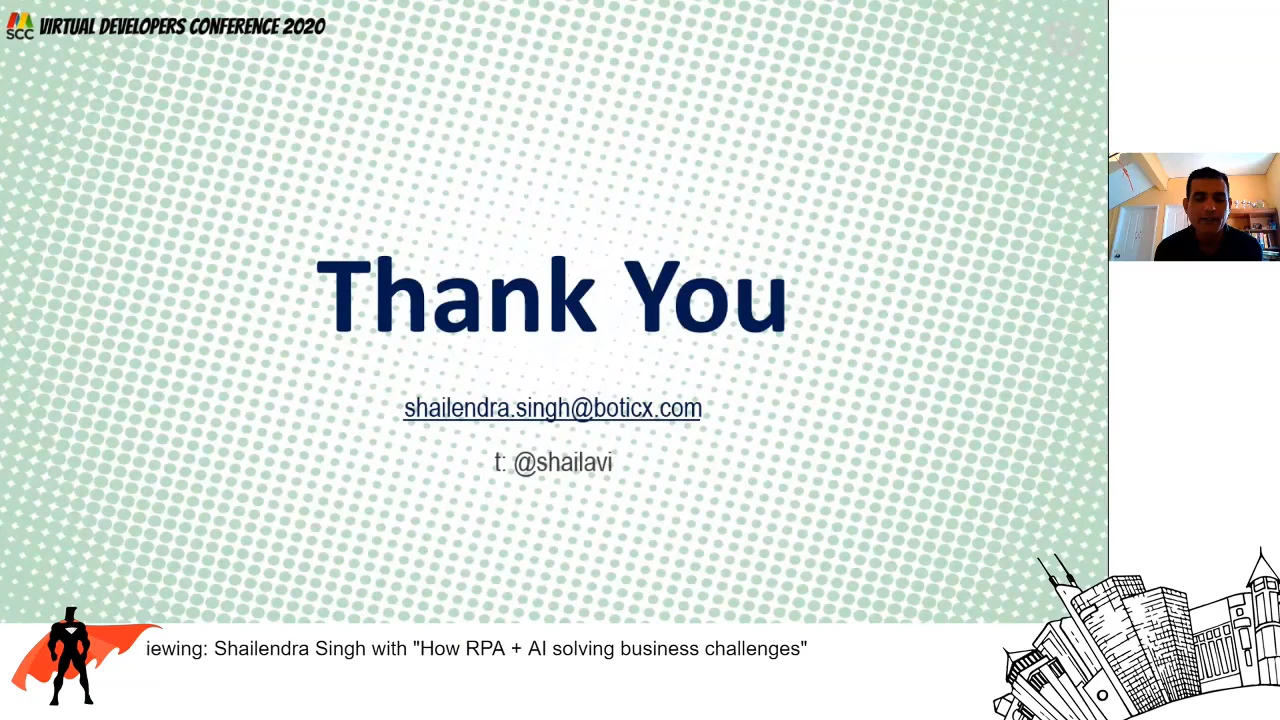 SCC VIRTUAL DEVELOPERS CONFERENCE 2020
Thank You
shailendra.singh@boticx.com
t: @shailavi
iewing: Shailendra Singh with "How RPA + AI solving business challenges"